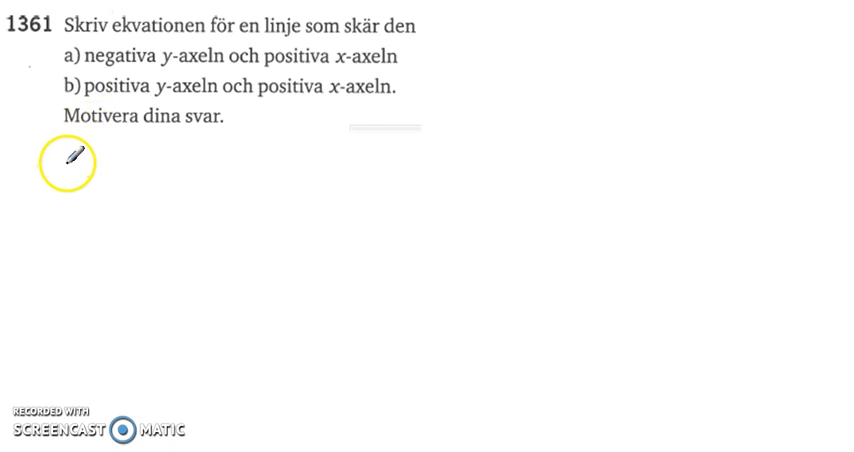 1361 Skriv ekvationen för en linje som skär den
a) negativa y-axeln och positiva x-axeln
b) positiva y-axeln och positiva x-axeln.
Motivera dina svar.
RECORDED WITH
SCREENCAST MATIC